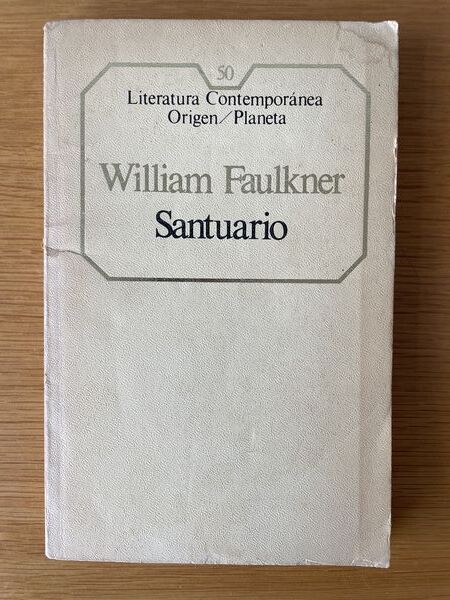 50
Literatura Contemporánea
Origen/Planeta
William Faulkner
Santuario